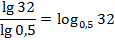 lg 32 / lg 0,5 = log₀,₅ 32